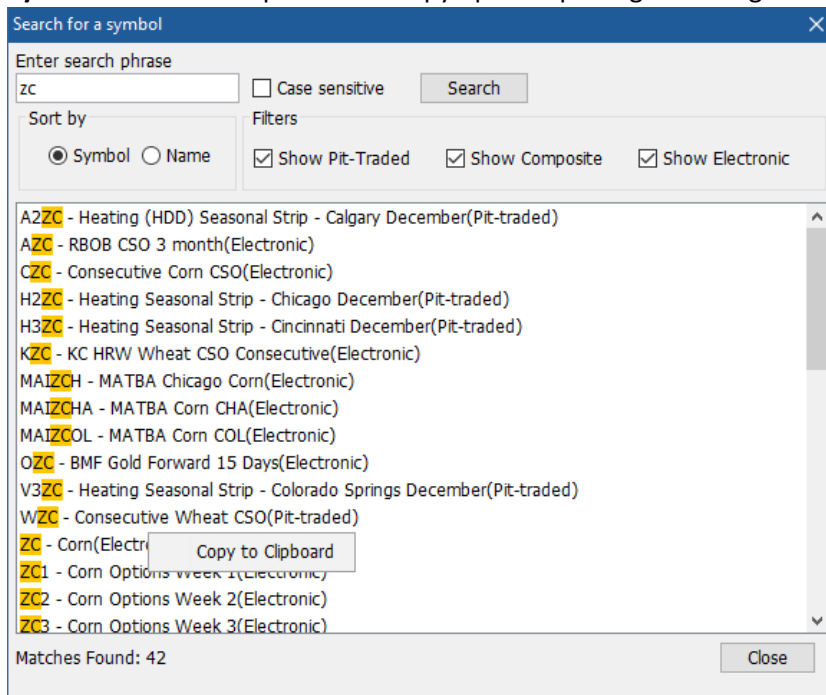 Search for a symbol
Enter search phrase
zc
Case sensitive
Search
Sort by
Filters
Symbol Name
Show Pit-Traded Show Composite Show Electronic
A2ZC - Heating (HDD) Seasonal Strip - Calgary December(Pit-traded)
AZC - RBOB CSO 3 month(Electronic)
CZC - Consecutive Corn CSO(Electronic)
H2ZC - Heating Seasonal Strip - Chicago December(Pit-traded)
H3ZC - Heating Seasonal Strip - Cincinnati December(Pit-traded)
KZC - KC HRW Wheat CSO Consecutive(Electronic)
MAIZCH - MATBA Chicago Corn(Electronic)
MAIZCHA - MATBA Corn CHA(Electronic)
MAIZCOL - MATBA Corn COL(Electronic)
OZC - BMF Gold Forward 15 Days(Electronic)
V3ZC - Heating Seasonal Strip - Colorado Springs December(Pit-traded)
WZC - Consecutive Wheat CSO(Pit-traded)
ZC - Corn(Electr
Copy to Clipboard
ZC1 - Corn Options Week 1(Electronic)
ZC2 - Corn Options Week 2(Electronic)
ZC3 - Corn Options Week 3(Electronic)
Matches Found: 42
Close